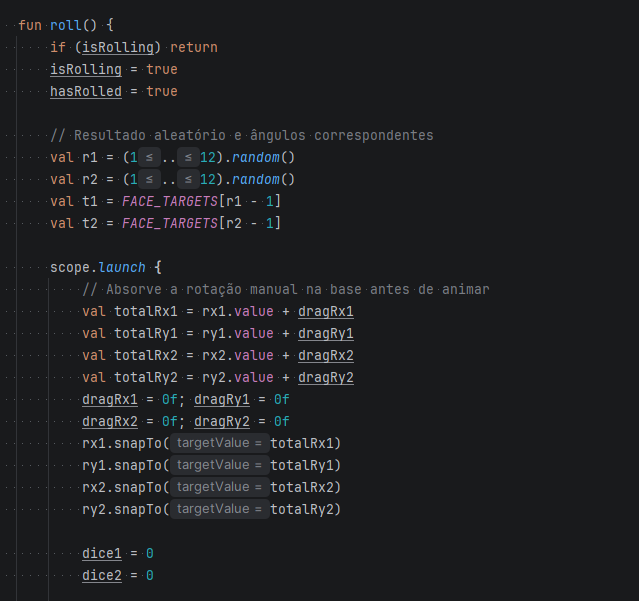 fun roll() {
if (isRolling) return
isRolling = true
hasRolled = true
// Resultado aleatório e ângulos correspondentes
val r1 = (1 ≤ .. ≤ 12).random()
val r2 = (1 ≤ .. ≤ 12).random()
val t1 = FACE_TARGETS[r1 - 1]
val t2 = FACE_TARGETS[r2 - 1]
scope.launch {
// Absorve a rotação manual na base antes de animar
val totalRx1 = rx1.value + dragRx1
val totalRy1 = ry1.value + dragRy1
val totalRx2 = rx2.value + dragRx2
val totalRy2 = ry2.value + dragRy2
dragRx1 = 0f; dragRy1 = 0f
dragRx2 = 0f; dragRy2 = 0f
rx1.snapTo( targetValue = totalRx1)
ry1.snapTo( targetValue = totalRy1)
rx2.snapTo( targetValue = totalRx2)
ry2.snapTo( targetValue = totalRy2)
dice1 = 0
dice2 = 0